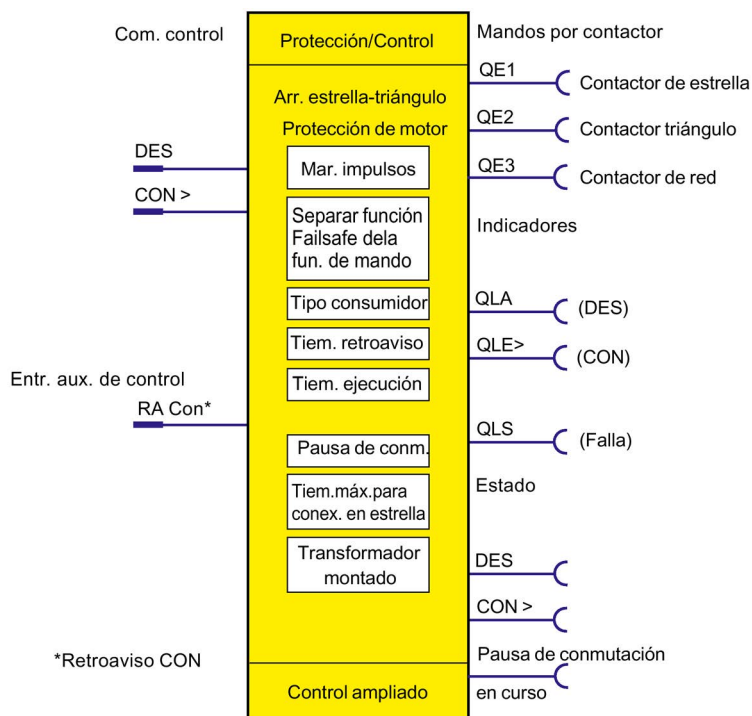 Com. control
Protección/Control
Mandos por contactor
QE1
Contactor de estrella
Arr. estrella-triángulo
QE2
Contactor triángulo
Protección de motor
DES
QE3
Contactor de red
Mar. impulsos
CON >
Separar función
Failsafe dela
fun. de mando
Indicadores
Tipo consumidor
QLA
(DES)
Tiem. retroaviso
QLE>
(CON)
Entr. aux. de control
Tiem. ejecución
RA Con*
QLS
(Falla)
Pausa de conm.
Tiem.máx.para
conex. en estrella
Estado
Transformador
montado
DES
CON >
*Retroaviso CON
Pausa de conmutación
en curso
Control ampliado